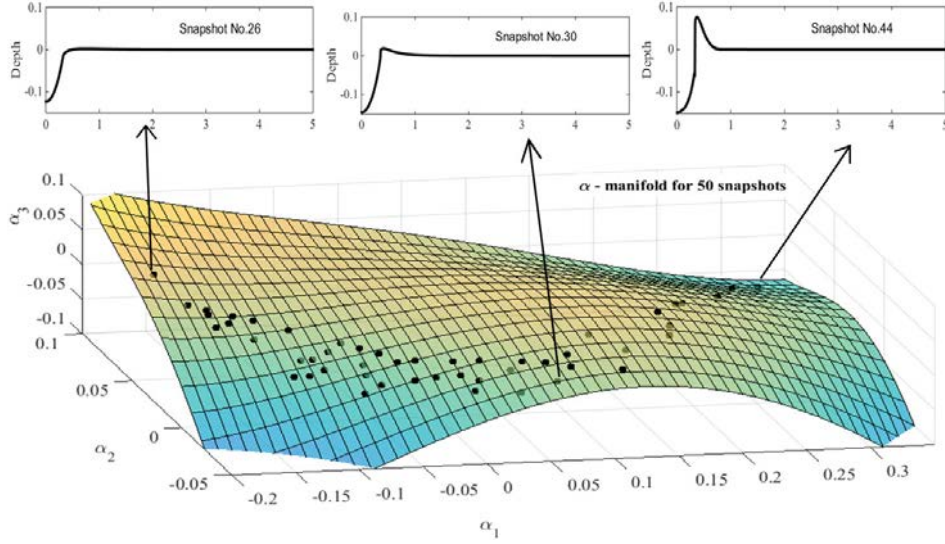 0.1
0
-0.1
Depth
Snapshot No.26
0 1 2 3 4 5
0.1
0
-0.1
Depth
Snapshot No.30
0 1 2 3 4 5
0.1
0
-0.1
Depth
Snapshot No.44
0 1 2 3 4 5
α - manifold for 50 snapshots
0.1
0.05
0
-0.05
-0.1
α3
0.1
0.05
0
-0.05
α2
-0.2 -0.15 -0.1 -0.05 0 0.05 0.1 0.15 0.2 0.25 0.3
α1